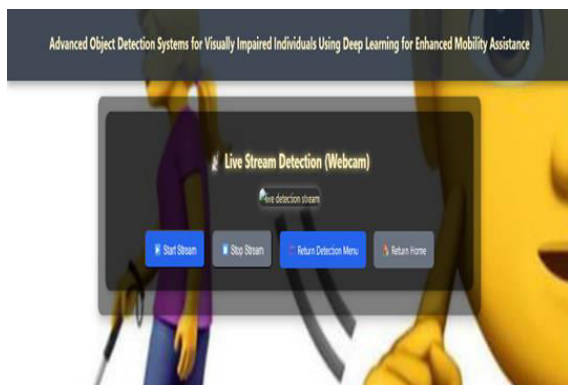 Advanced Object Detection Systems for Visually Impaired Individuals Using Deep Learning for Enhanced Mobility Assistance
Live Stream Detection (Webcam)
live detection stream
Start Stream
Stop Stream
Return Detection Menu
Return Home